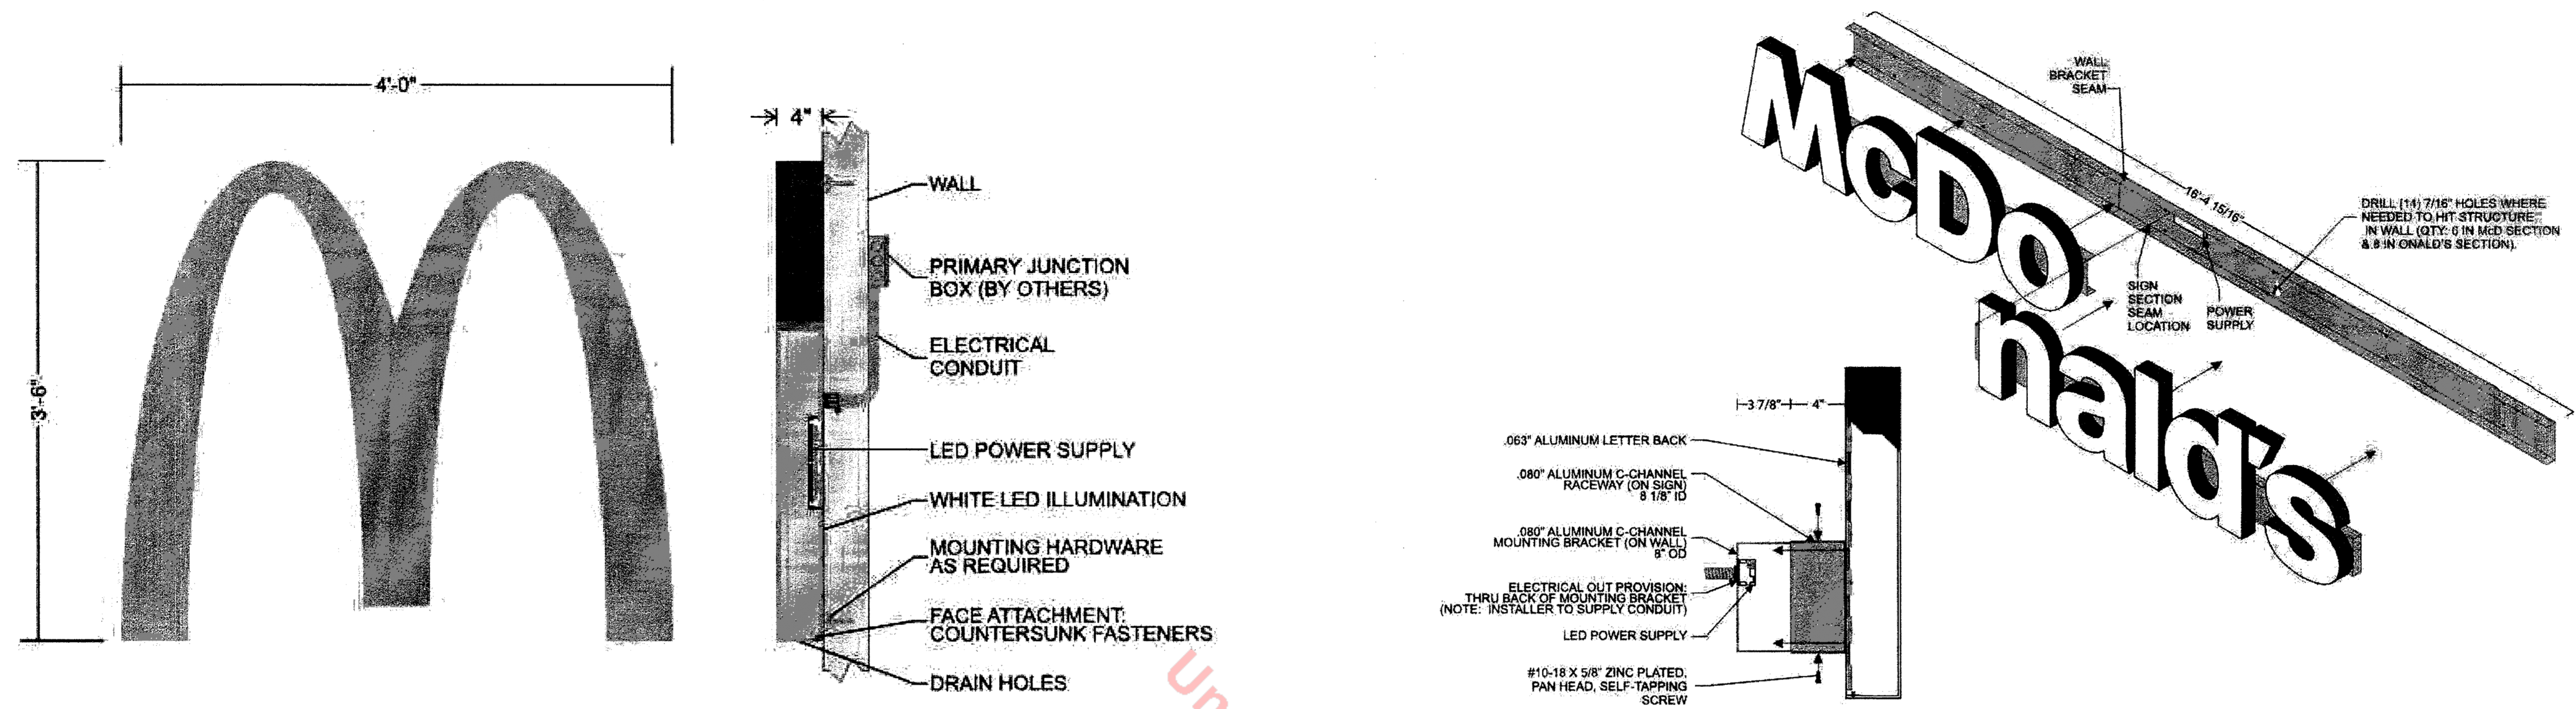 4'-0"
3'-6"
4"
WALL
PRIMARY JUNCTION
BOX (BY OTHERS)
ELECTRICAL
CONDUIT
LED POWER SUPPLY
WHITE LED ILLUMINATION
MOUNTING HARDWARE
AS REQUIRED
FACE ATTACHMENT:
COUNTERSUNK FASTENERS
DRAIN HOLES
Un
McDo
nald's
WALL
BRACKET
SEAM
16'-4 15/16"
DRILL (14) 7/16" HOLES WHERE
NEEDED TO HIT STRUCTURE
IN WALL (QTY: 6 IN McD SECTION
& 8 IN ONALD'S SECTION).
SIGN
SECTION
SEAM
LOCATION
POWER
SUPPLY
3 7/8"
4"
.063" ALUMINUM LETTER BACK
.080" ALUMINUM C-CHANNEL
RACEWAY (ON SIGN)
8 1/8" ID
.080" ALUMINUM C-CHANNEL
MOUNTING BRACKET (ON WALL)
8" OD
ELECTRICAL OUT PROVISION:
THRU BACK OF MOUNTING BRACKET
(NOTE: INSTALLER TO SUPPLY CONDUIT)
LED POWER SUPPLY
#10-18 X 5/8" ZINC PLATED,
PAN HEAD, SELF-TAPPING
SCREW